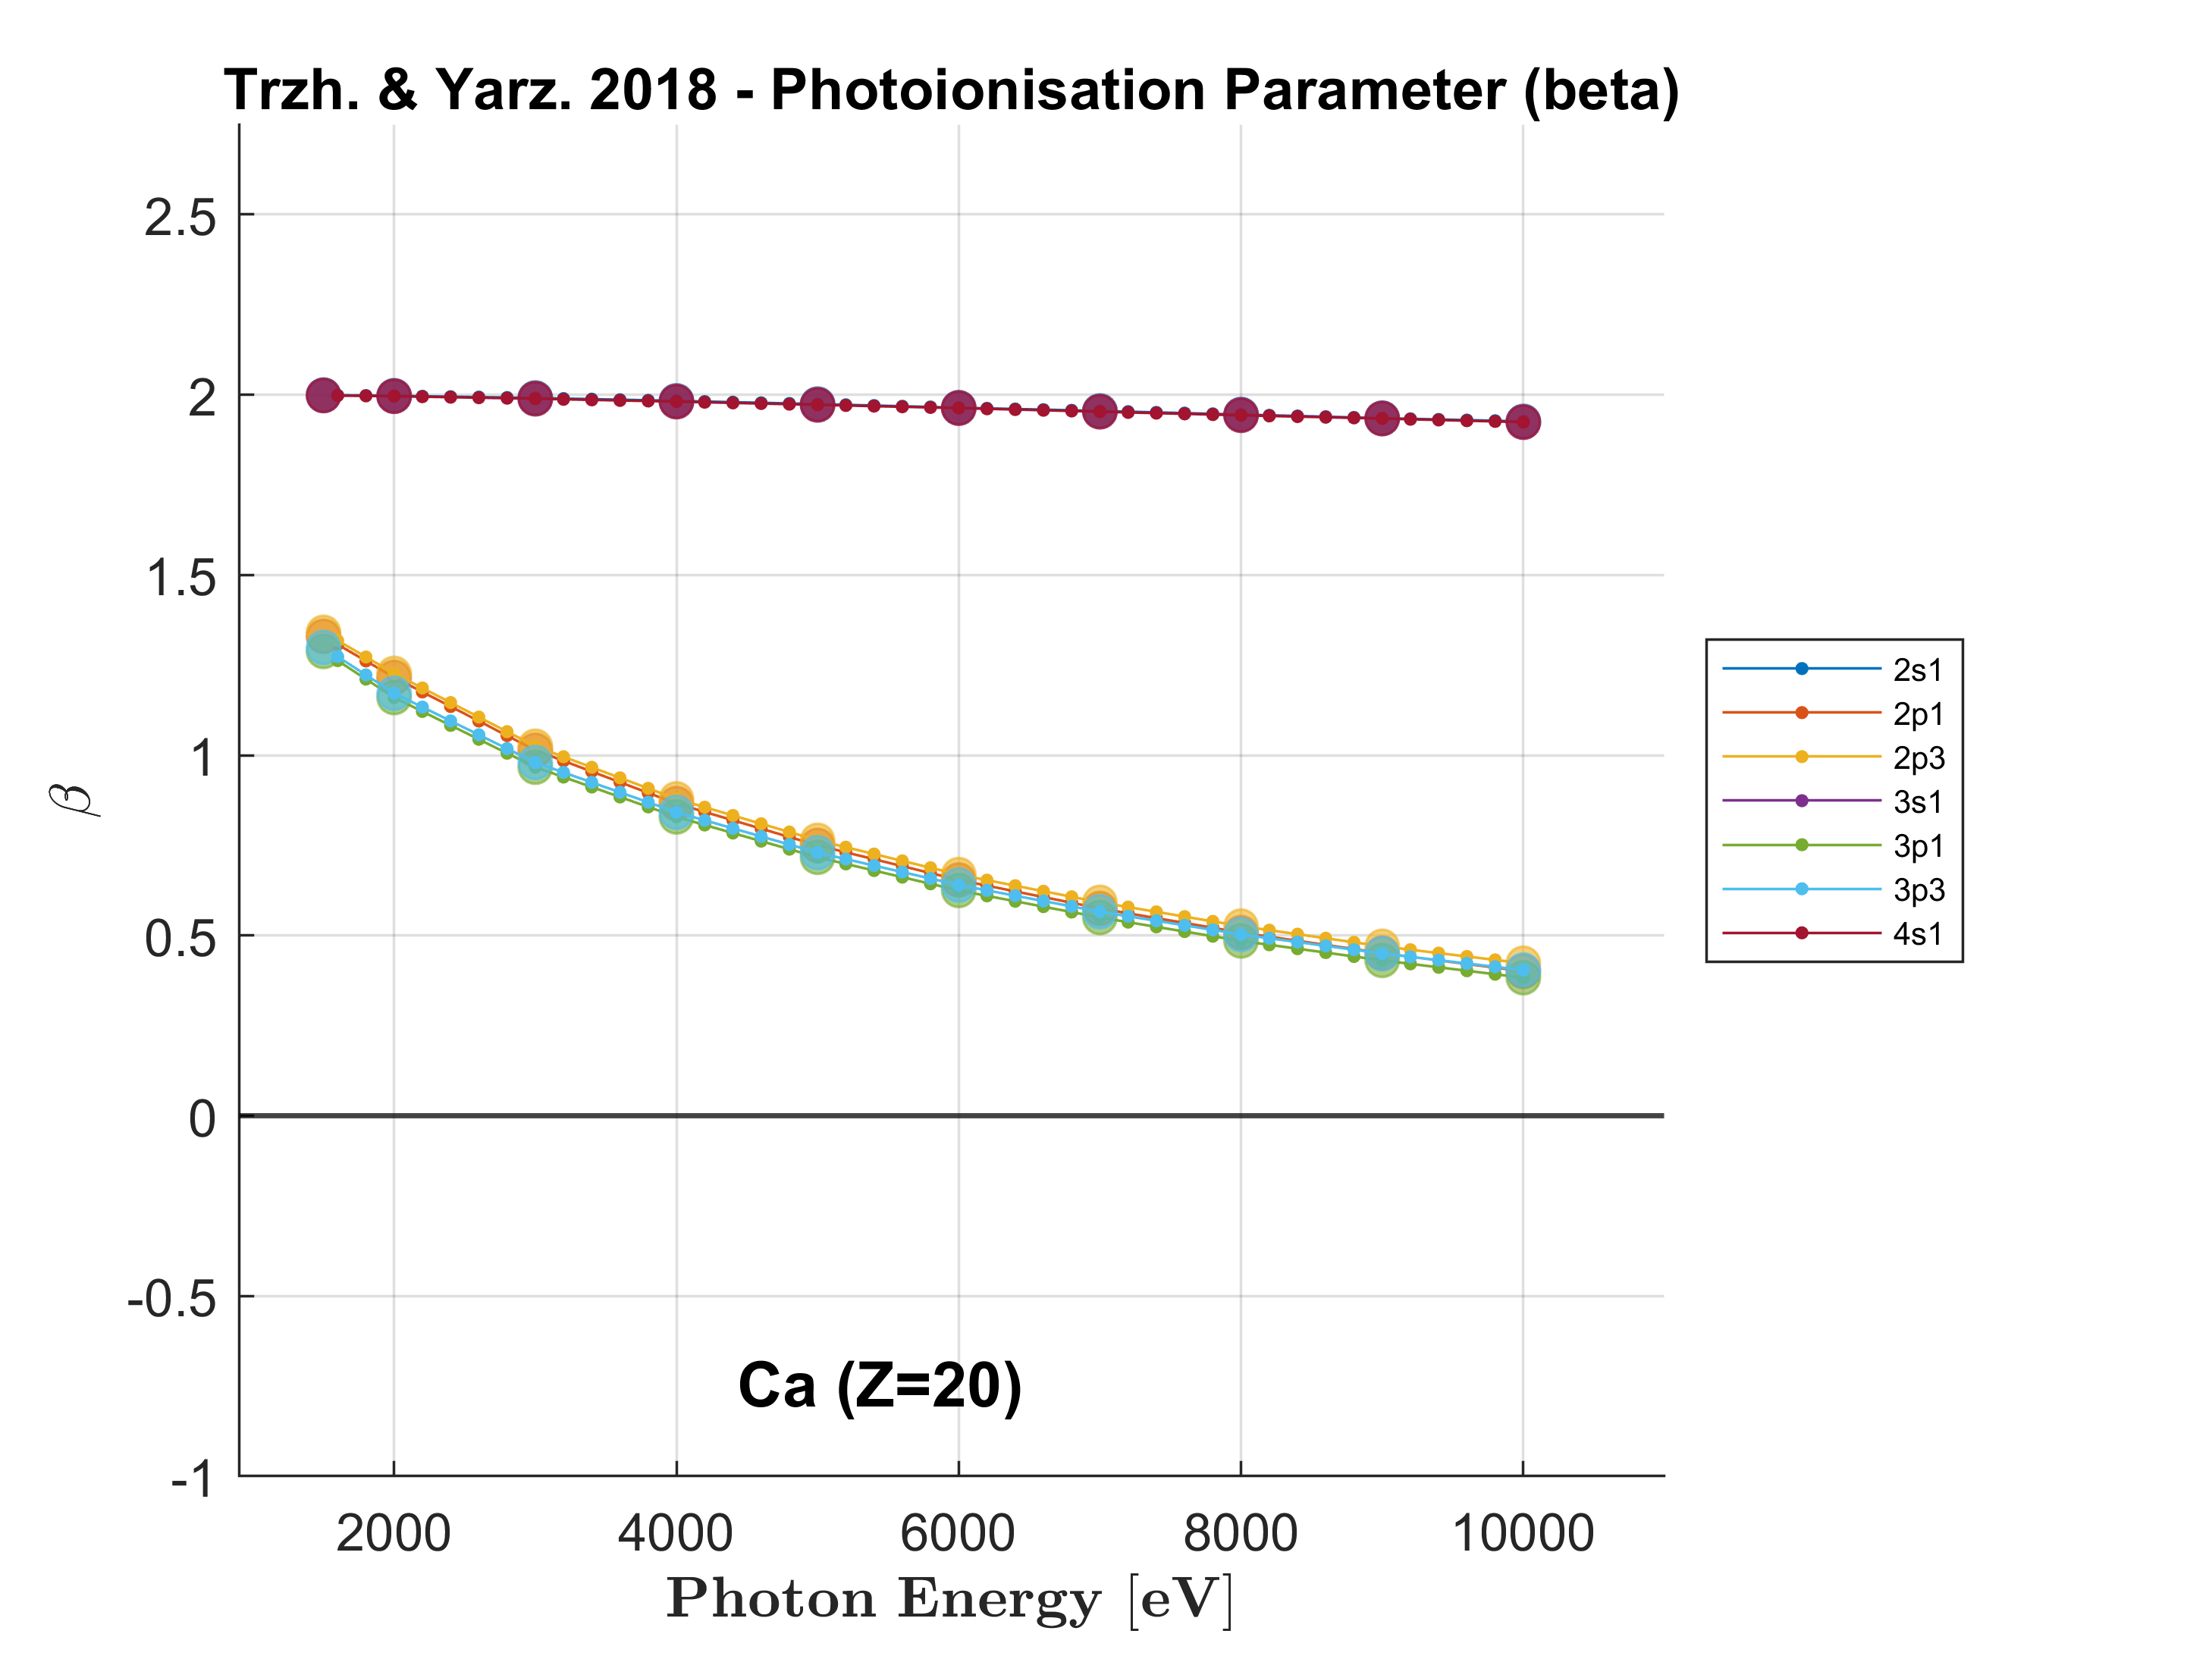 Trzh. & Yarz. 2018 - Photoionisation Parameter (beta)
2.5
2
1.5
1
0.5
0
-0.5
-1
β
2s1
2p1
2p3
3s1
3p1
3p3
4s1
Ca (Z=20)
2000 4000 6000 8000 10000
Photon Energy [eV]